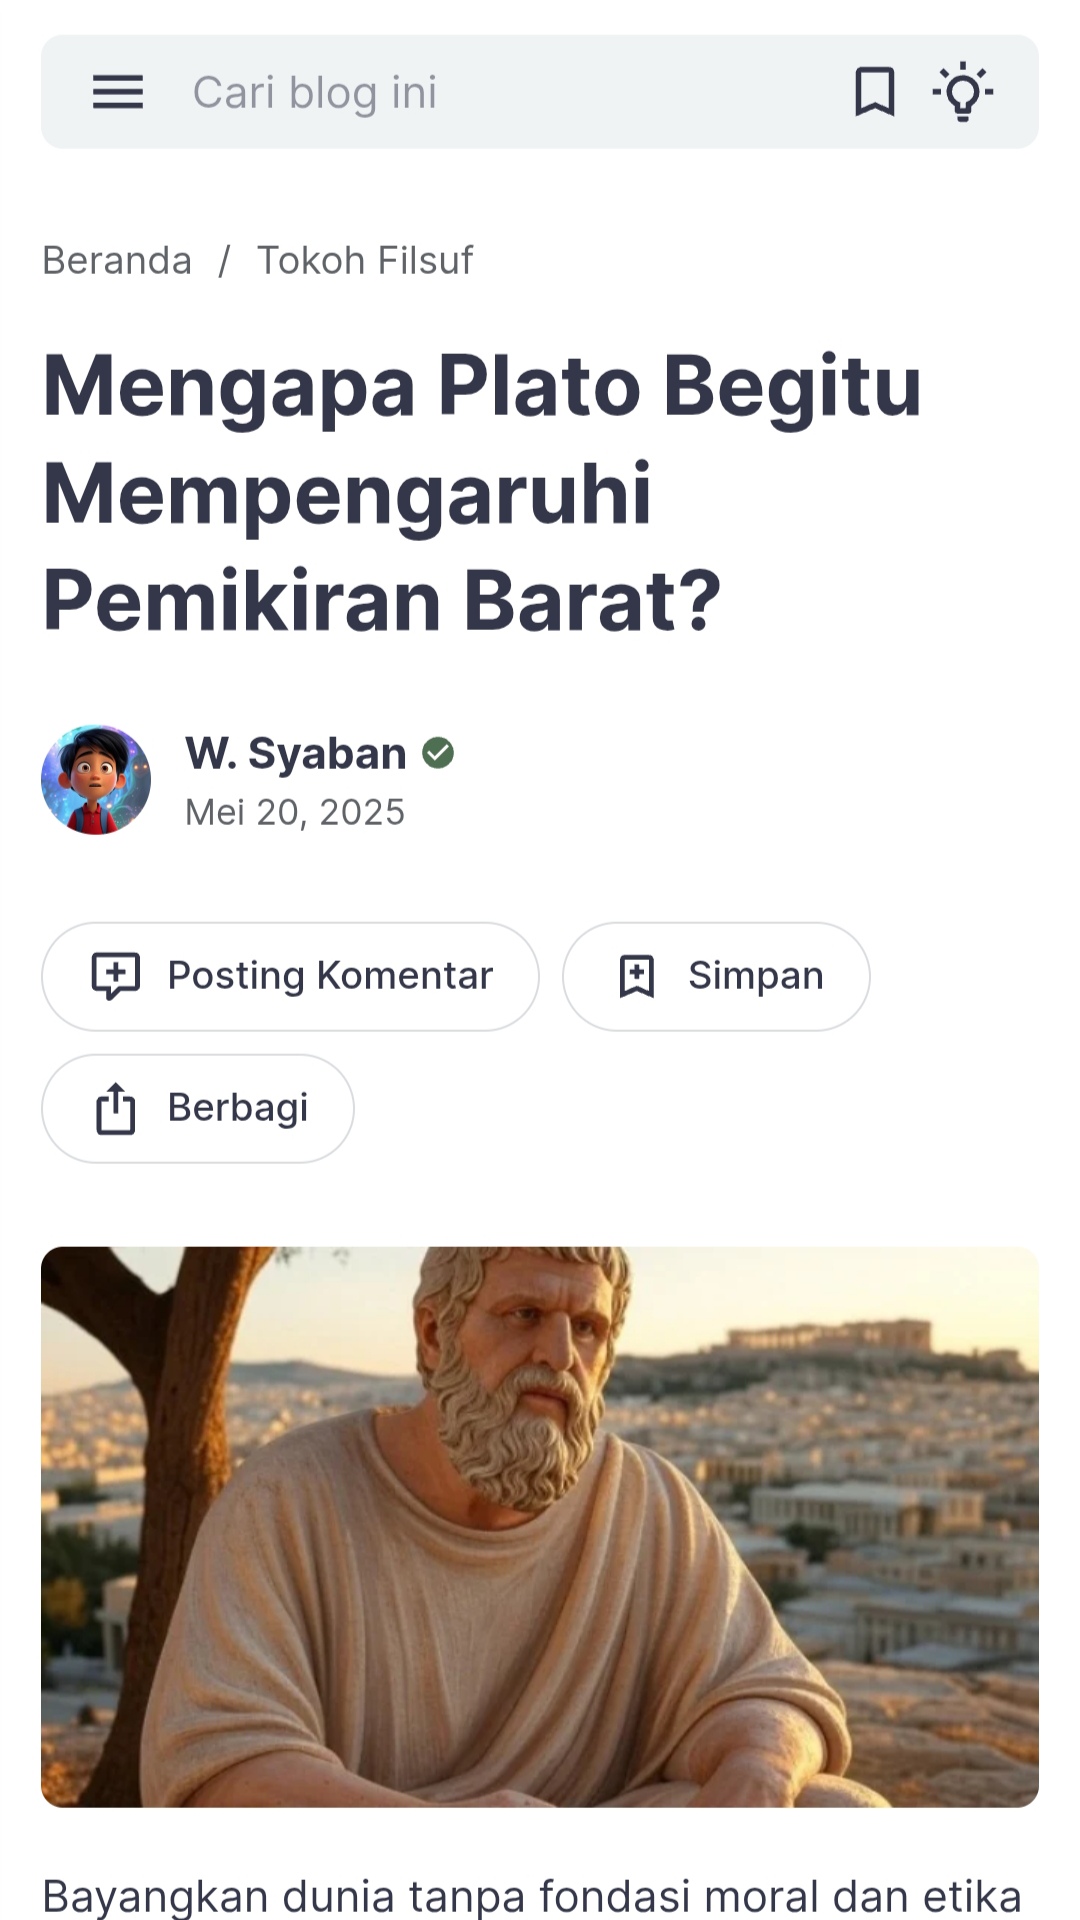 Cari blog ini
Beranda / Tokoh Filsuf
Mengapa Plato Begitu
Mempengaruhi
Pemikiran Barat?
W. Syaban
Mei 20, 2025
Posting Komentar
Simpan
Berbagi
Bayangkan dunia tanpa fondasi moral dan etika